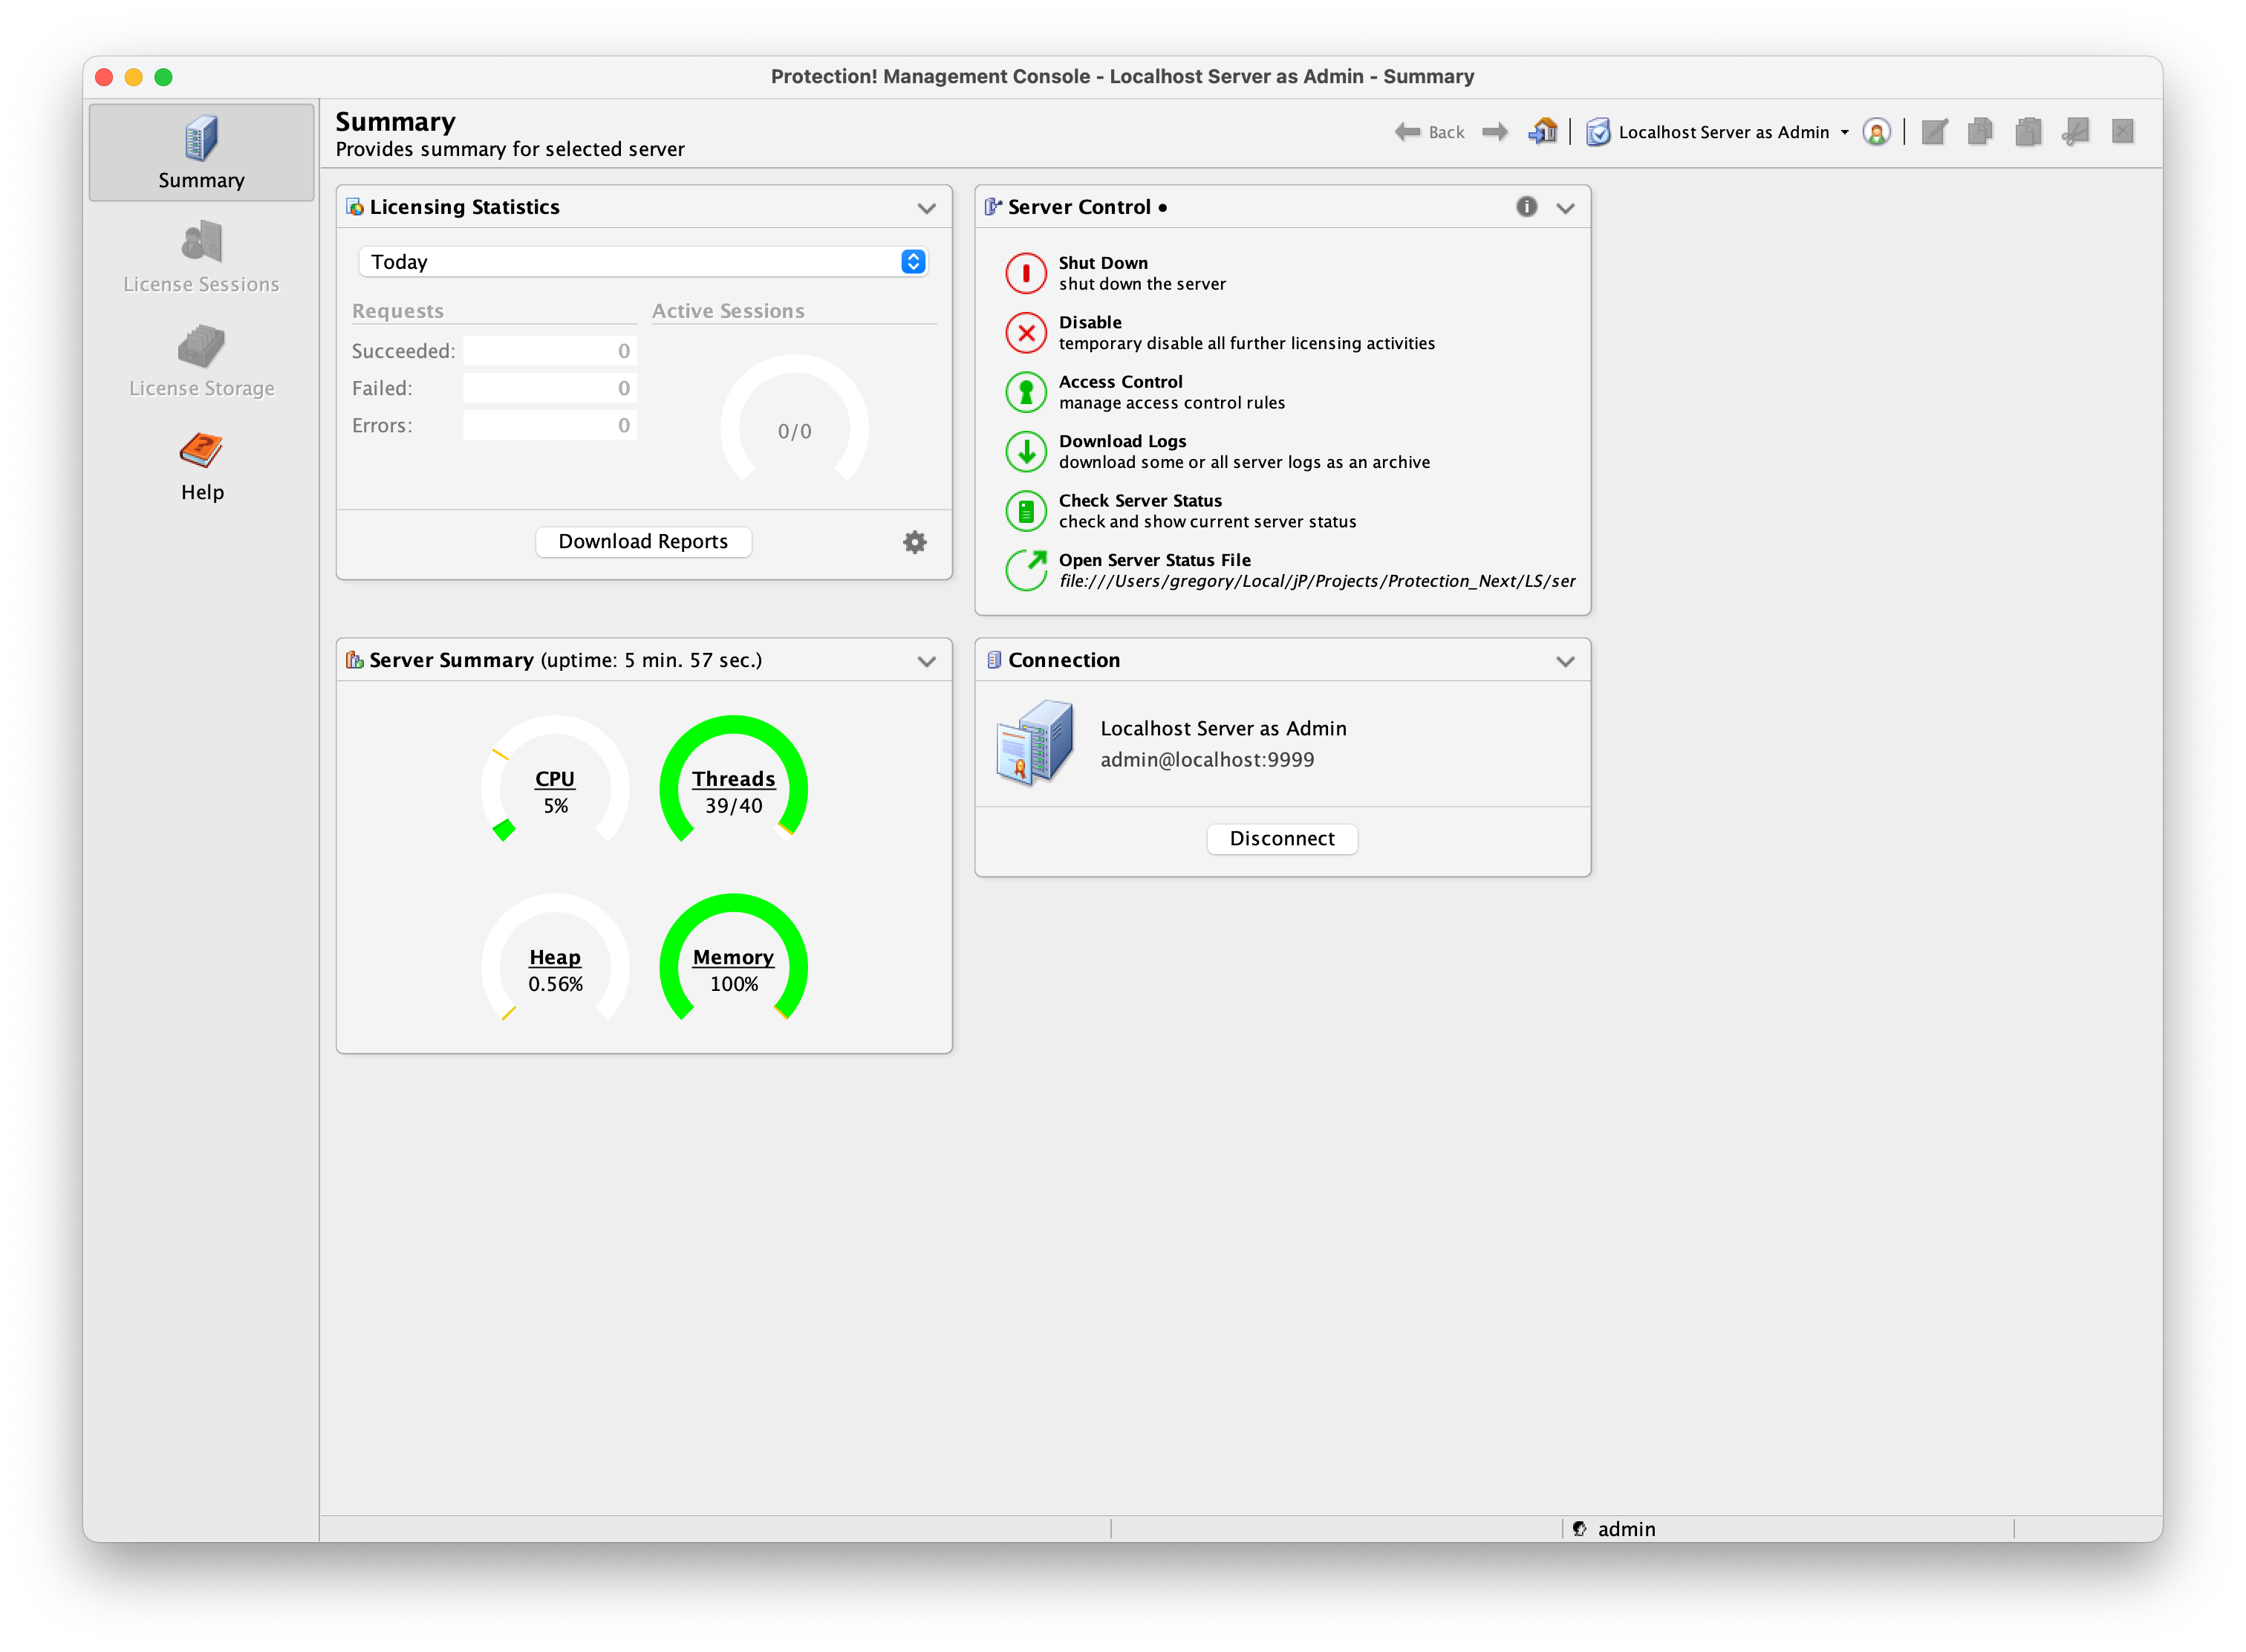 Protection! Management Console - Localhost Server as Admin - Summary
Summary
Provides summary for selected server
Back
Localhost Server as Admin
Summary
License Sessions
License Storage
Help
Licensing Statistics
Today
Requests
Active Sessions
Succeeded: 0
Failed: 0
Errors: 0
0/0
Download Reports
Server Control •
Shut Down
shut down the server
Disable
temporary disable all further licensing activities
Access Control
manage access control rules
Download Logs
download some or all server logs as an archive
Check Server Status
check and show current server status
Open Server Status File
file:///Users/gregory/Local/jP/Projects/Protection_Next/LS/ser
Server Summary (uptime: 5 min. 57 sec.)
CPU
5%
Threads
39/40
Heap
0.56%
Memory
100%
Connection
Localhost Server as Admin
admin@localhost:9999
Disconnect
admin